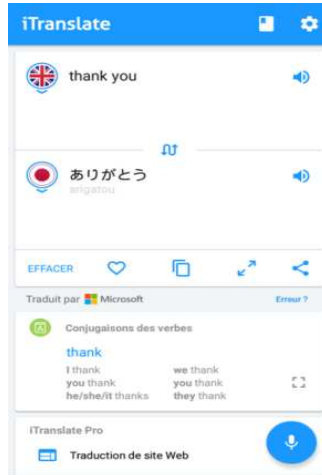 iTranslate
thank you
ありがとう
arigatou
EFFACER
Traduit par Microsoft Erreur ?
Conjugaisons des verbes
thank
I thank we thank
you thank you thank
he/she/it thanks they thank
iTranslate Pro
Traduction de site Web